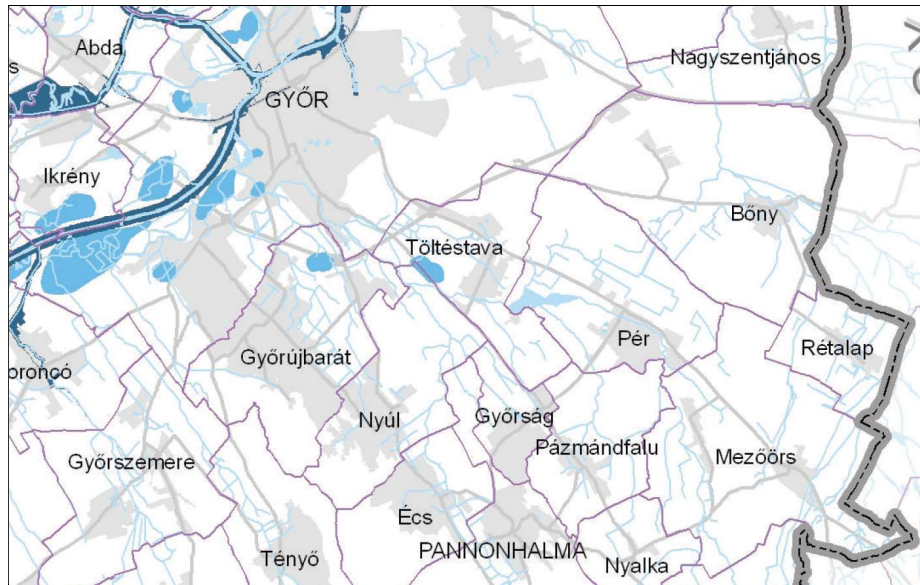 Abda
Nagyszentjános
GYŐR
Ikrény
Bőny
Töltéstava
Pér
Rétalap
Győrújbarát
Nyúl
Győrság
Pázmándfalu
Mezőörs
Győrszemere
Écs
Tényő
PANNONHALMA
Nyalka